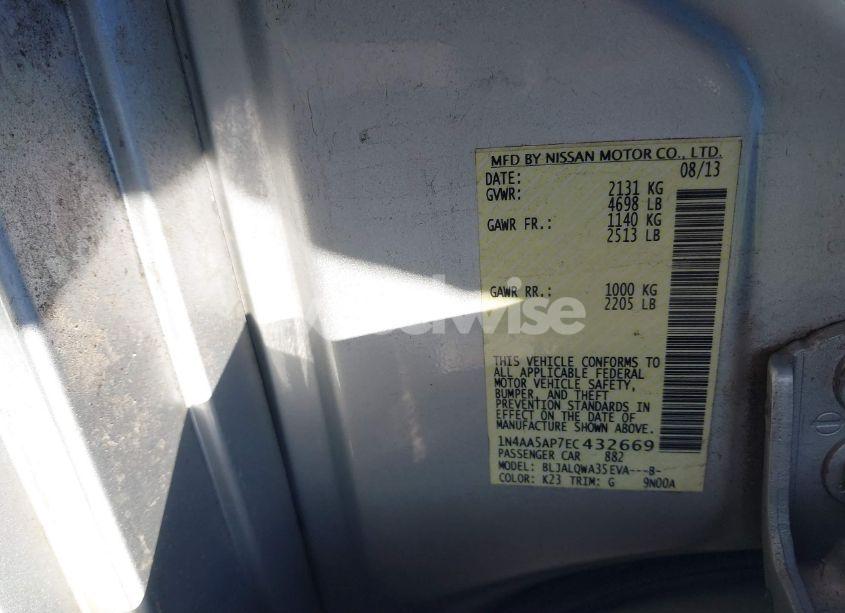 MFD BY NISSAN MOTOR CO., LTD.
DATE: 08/13
GVWR: 2131 KG
4698 LB
GAWR FR.: 1140 KG
2513 LB
GAWR RR.: 1000 KG
2205 LB
THIS VEHICLE CONFORMS TO
ALL APPLICABLE FEDERAL
MOTOR VEHICLE SAFETY,
BUMPER, AND THEFT
PREVENTION STANDARDS IN
EFFECT ON THE DATE OF
MANUFACTURE SHOWN ABOVE.
1N4AA5AP7EC432669
PASSENGER CAR 882
MODEL: BLJALQWA35EVA---8-
COLOR: K23 TRIM: G 9N00A